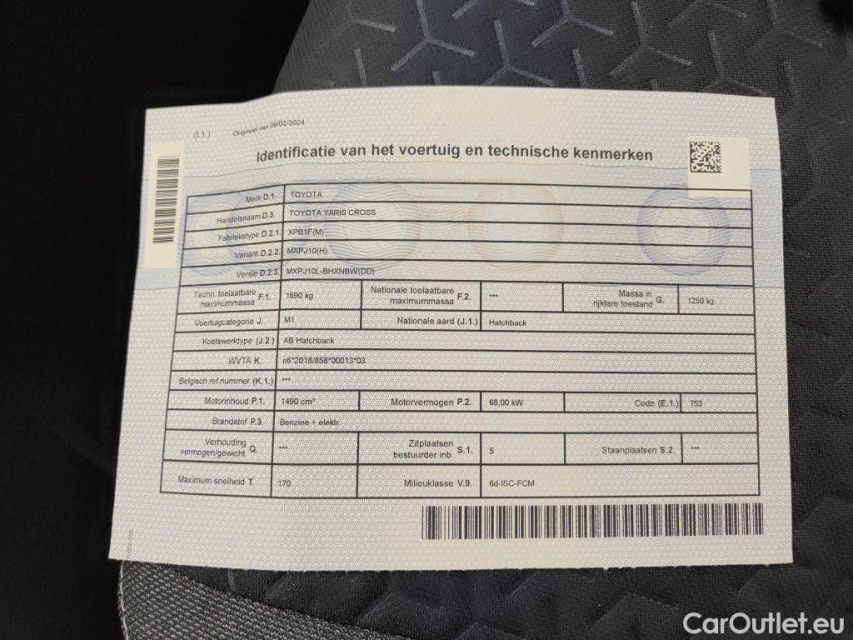 (I.1.) Origineel van 09/02/2024
Identificatie van het voertuig en technische kenmerken
Merk D.1. TOYOTA
Handelsnaam D.3. TOYOTA YARIS CROSS
Fabriekstype D.2.1. XPB1F(M)
Variant D.2.2. MXPJ10(H)
Versie D.2.3. MXPJ10L-BHXNBW(DD)
Techn. toelaatbare maximummassa F.1. 1690 kg Nationale toelaatbare maximummassa F.2. *** Massa in rijklare toestand G. 1250 kg
Voertuigcategorie J. M1 Nationale aard (J.1.) Hatchback
Koetswerktype (J.2.) AB Hatchback
WVTA K. e6*2018/858*00013*03
Belgisch ref.nummer (K.1.) ***
Motorinhoud P.1. 1490 cm³ Motorvermogen P.2. 68,00 kW Code (E.1.) 753
Brandstof P.3. Benzine + elektr.
Verhouding vermogen/gewicht Q. *** Zitplaatsen bestuurder inb. S.1. 5 Staanplaatsen S.2. ***
Maximum snelheid T. 170 Milieuklasse V.9. 6d-ISC-FCM
CarOutlet.eu